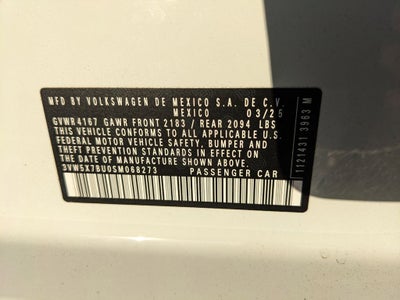 MFD BY VOLKSWAGEN DE MEXICO S.A. DE C.V.
MEXICO 03/25
GVWR 4167 GAWR FRONT 2183 / REAR 2094 LBS
THIS VEHICLE CONFORMS TO ALL APPLICABLE U.S.
FEDERAL MOTOR VEHICLE SAFETY, BUMPER AND
THEFT PREVENTION STANDARDS IN EFFECT ON
THE DATE OF MANUFACTURE SHOWN ABOVE.
3VW5X7BU0SM068273 PASSENGER CAR
1121431 3963 M